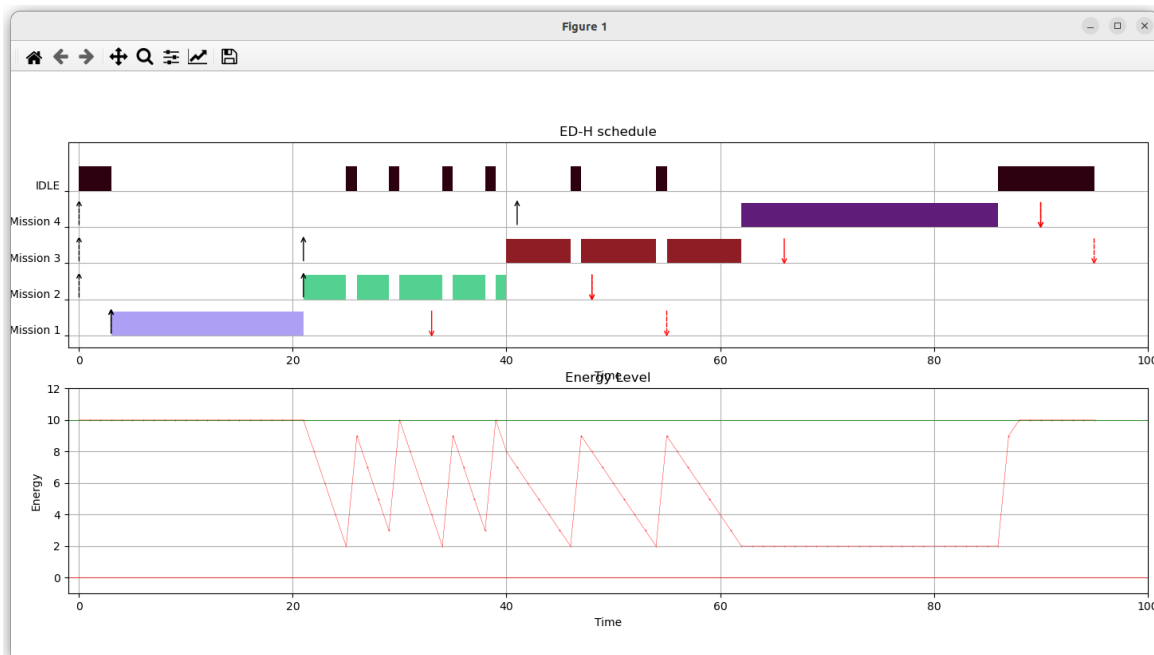 Figure 1
ED-H schedule
IDLE
Mission 4
Mission 3
Mission 2
Mission 1
0 20 40 60 80 100
Time
Energy Level
12
10
8
6
4
2
0
Energy
0 20 40 60 80 100
Time